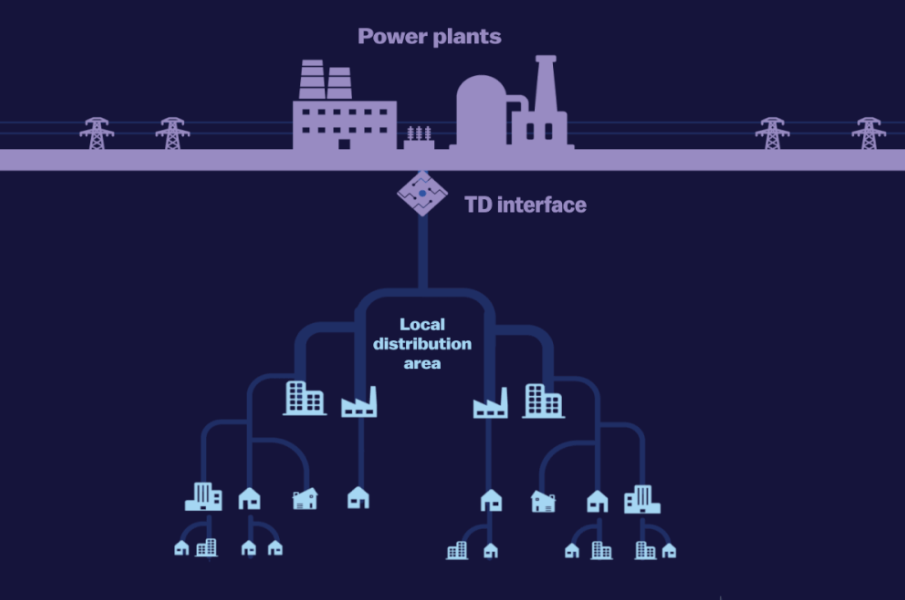 Power plants
TD interface
Local
distribution
area